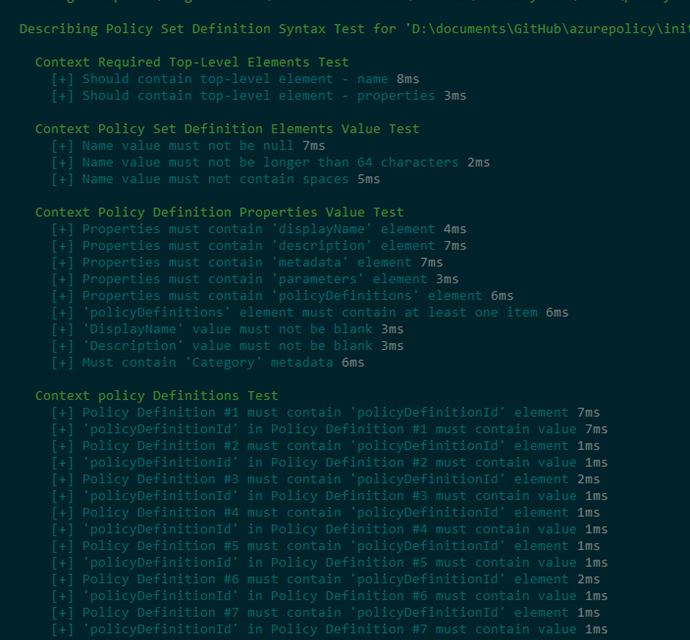 Describing Policy Set Definition Syntax Test for 'D:\documents\GitHub\azurepolicy\init
Context Required Top-Level Elements Test
[+] Should contain top-level element - name 8ms
[+] Should contain top-level element - properties 3ms
Context Policy Set Definition Elements Value Test
[+] Name value must not be null 7ms
[+] Name value must not be longer than 64 characters 2ms
[+] Name value must not contain spaces 5ms
Context Policy Definition Properties Value Test
[+] Properties must contain 'displayName' element 4ms
[+] Properties must contain 'description' element 7ms
[+] Properties must contain 'metadata' element 7ms
[+] Properties must contain 'parameters' element 3ms
[+] Properties must contain 'policyDefinitions' element 6ms
[+] 'policyDefinitions' element must contain at least one item 6ms
[+] 'DisplayName' value must not be blank 3ms
[+] 'Description' value must not be blank 3ms
[+] Must contain 'Category' metadata 6ms
Context policy Definitions Test
[+] Policy Definition #1 must contain 'policyDefinitionId' element 7ms
[+] 'policyDefinitionId' in Policy Definition #1 must contain value 7ms
[+] Policy Definition #2 must contain 'policyDefinitionId' element 1ms
[+] 'policyDefinitionId' in Policy Definition #2 must contain value 1ms
[+] Policy Definition #3 must contain 'policyDefinitionId' element 2ms
[+] 'policyDefinitionId' in Policy Definition #3 must contain value 1ms
[+] Policy Definition #4 must contain 'policyDefinitionId' element 1ms
[+] 'policyDefinitionId' in Policy Definition #4 must contain value 1ms
[+] Policy Definition #5 must contain 'policyDefinitionId' element 1ms
[+] 'policyDefinitionId' in Policy Definition #5 must contain value 1ms
[+] Policy Definition #6 must contain 'policyDefinitionId' element 2ms
[+] 'policyDefinitionId' in Policy Definition #6 must contain value 1ms
[+] Policy Definition #7 must contain 'policyDefinitionId' element 1ms
[+] 'policyDefinitionId' in Policy Definition #7 must contain value 1ms